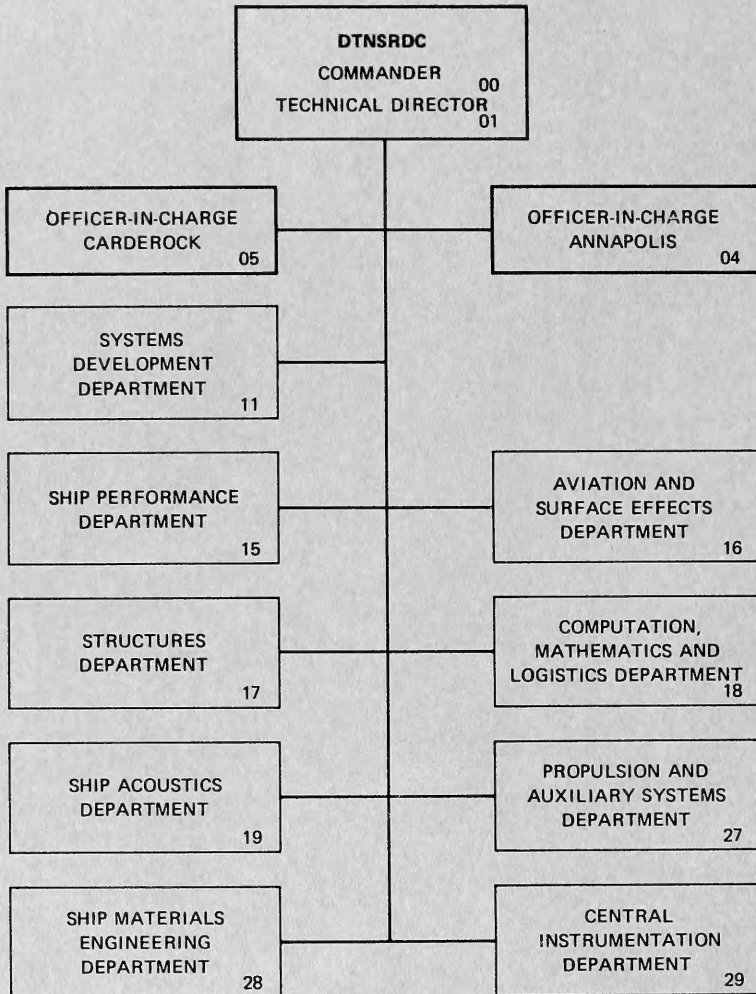 DTNSRDC
COMMANDER 00
TECHNICAL DIRECTOR 01
OFFICER-IN-CHARGE
CARDEROCK
05
OFFICER-IN-CHARGE
ANNAPOLIS
04
SYSTEMS
DEVELOPMENT
DEPARTMENT
11
SHIP PERFORMANCE
DEPARTMENT
15
AVIATION AND
SURFACE EFFECTS
DEPARTMENT
16
STRUCTURES
DEPARTMENT
17
COMPUTATION,
MATHEMATICS AND
LOGISTICS DEPARTMENT
18
SHIP ACOUSTICS
DEPARTMENT
19
PROPULSION AND
AUXILIARY SYSTEMS
DEPARTMENT
27
SHIP MATERIALS
ENGINEERING
DEPARTMENT
28
CENTRAL
INSTRUMENTATION
DEPARTMENT
29